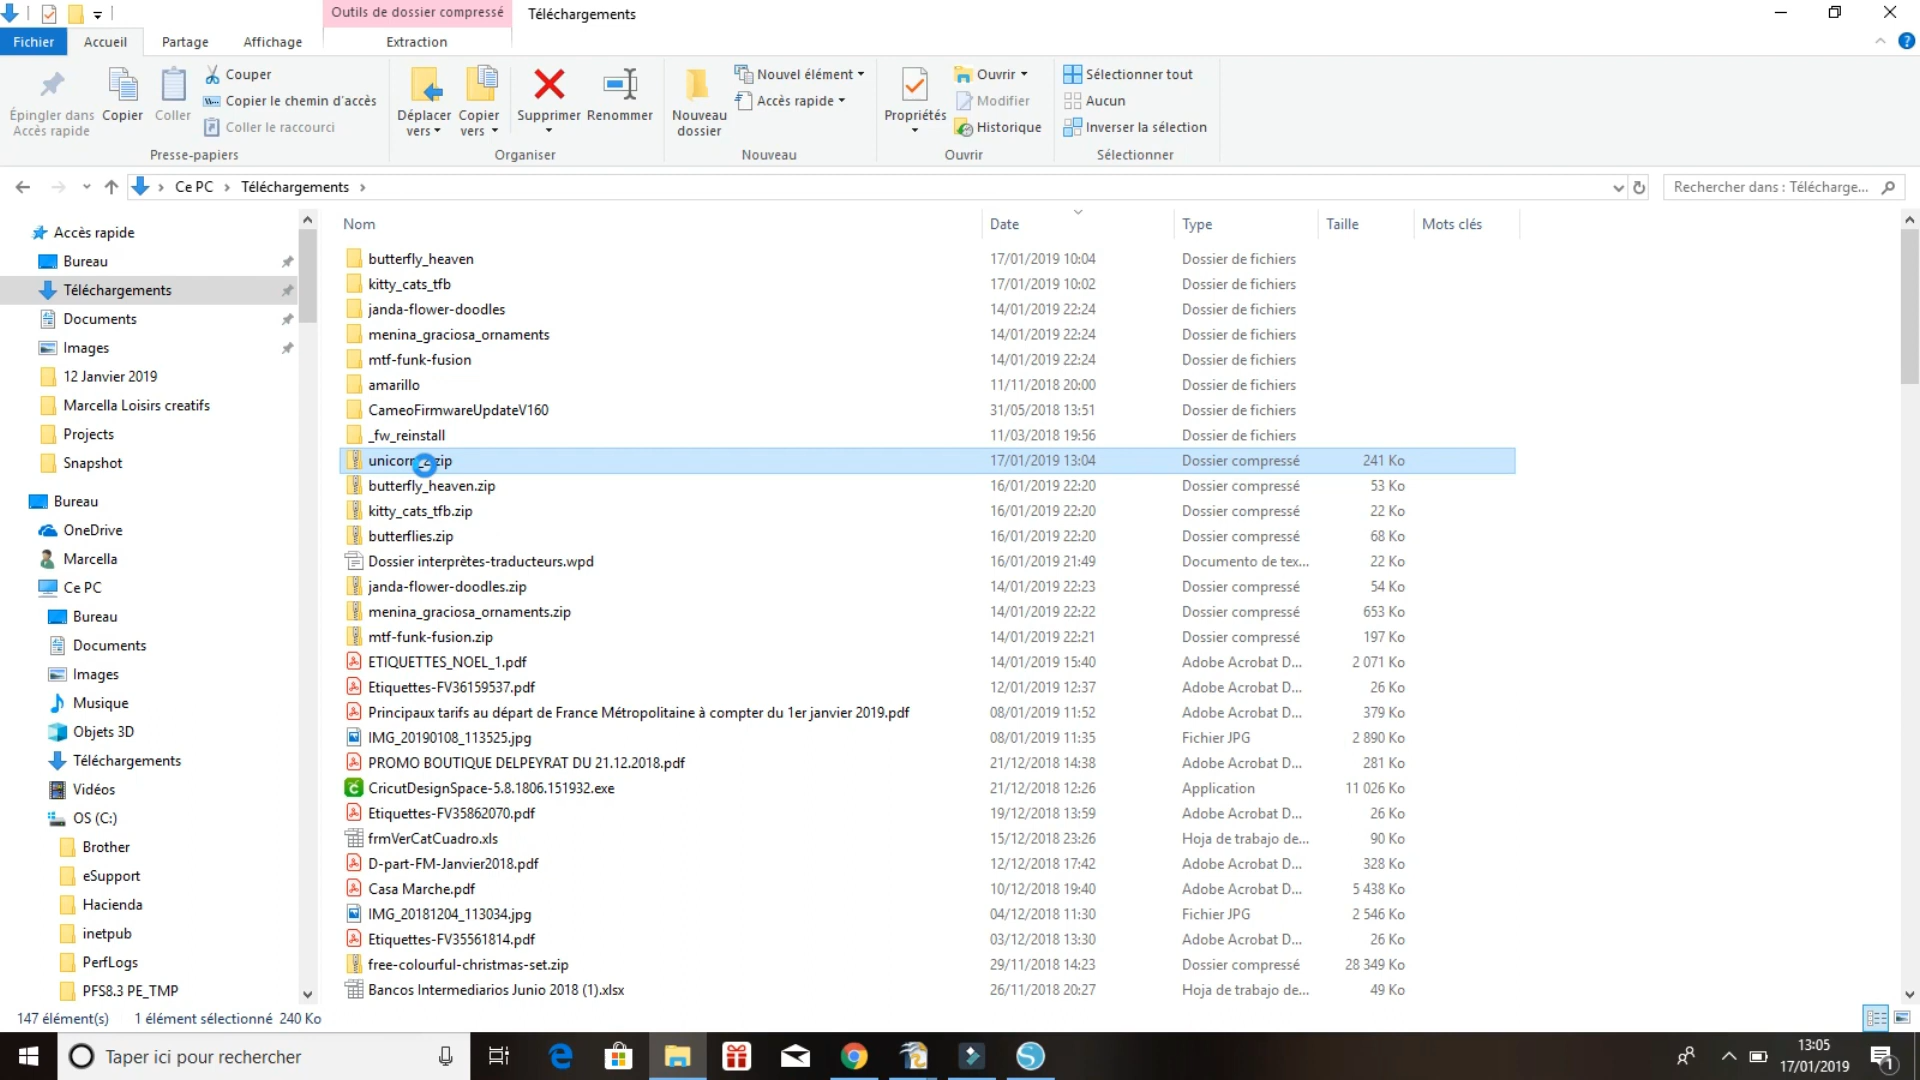 Outils de dossier compressé
Téléchargements
Fichier
Accueil
Partage
Affichage
Extraction
Épingler dans
Accès rapide
Copier
Coller
Couper
Copier le chemin d'accès
Coller le raccourci
Presse-papiers
Déplacer
vers
Copier
vers
Supprimer
Renommer
Organiser
Nouveau
dossier
Nouvel élément
Accès rapide
Nouveau
Propriétés
Ouvrir
Modifier
Historique
Ouvrir
Sélectionner tout
Aucun
Inverser la sélection
Sélectionner
Ce PC
Téléchargements
Rechercher dans : Télécharge...
Accès rapide
Bureau
Téléchargements
Documents
Images
12 Janvier 2019
Marcella Loisirs creatifs
Projects
Snapshot
Bureau
OneDrive
Marcella
Ce PC
Bureau
Documents
Images
Musique
Objets 3D
Téléchargements
Vidéos
OS (C:)
Brother
eSupport
Hacienda
inetpub
PerfLogs
PFS8.3 PE_TMP
Nom Date Type Taille Mots clés
butterfly_heaven 17/01/2019 10:04 Dossier de fichiers
kitty_cats_tfb 17/01/2019 10:02 Dossier de fichiers
janda-flower-doodles 14/01/2019 22:24 Dossier de fichiers
menina_graciosa_ornaments 14/01/2019 22:24 Dossier de fichiers
mtf-funk-fusion 14/01/2019 22:24 Dossier de fichiers
amarillo 11/11/2018 20:00 Dossier de fichiers
CameoFirmwareUpdateV160 31/05/2018 13:51 Dossier de fichiers
_fw_reinstall 11/03/2018 19:56 Dossier de fichiers
17/01/2019 13:04 Dossier compressé 241 Ko
butterfly_heaven.zip 16/01/2019 22:20 Dossier compressé 53 Ko
kitty_cats_tfb.zip 16/01/2019 22:20 Dossier compressé 22 Ko
butterflies.zip 16/01/2019 22:20 Dossier compressé 68 Ko
Dossier interprètes-traducteurs.wpd 16/01/2019 21:49 Documento de tex... 22 Ko
janda-flower-doodles.zip 14/01/2019 22:23 Dossier compressé 54 Ko
menina_graciosa_ornaments.zip 14/01/2019 22:22 Dossier compressé 653 Ko
mtf-funk-fusion.zip 14/01/2019 22:21 Dossier compressé 197 Ko
ETIQUETTES_NOEL_1.pdf 14/01/2019 15:40 Adobe Acrobat D... 2 071 Ko
Etiquettes-FV36159537.pdf 12/01/2019 12:37 Adobe Acrobat D... 26 Ko
Principaux tarifs au départ de France Métropolitaine à compter du 1er janvier 2019.pdf 08/01/2019 11:52 Adobe Acrobat D... 379 Ko
IMG_20190108_113525.jpg 08/01/2019 11:35 Fichier JPG 2 890 Ko
PROMO BOUTIQUE DELPEYRAT DU 21.12.2018.pdf 21/12/2018 14:38 Adobe Acrobat D... 281 Ko
CricutDesignSpace-5.8.1806.151932.exe 21/12/2018 12:26 Application 11 026 Ko
Etiquettes-FV35862070.pdf 19/12/2018 13:59 Adobe Acrobat D... 26 Ko
frmVerCatCuadro.xls 15/12/2018 23:26 Hoja de trabajo de... 90 Ko
D-part-FM-Janvier2018.pdf 12/12/2018 17:42 Adobe Acrobat D... 328 Ko
Casa Marche.pdf 10/12/2018 19:40 Adobe Acrobat D... 5 438 Ko
IMG_20181204_113034.jpg 04/12/2018 11:30 Fichier JPG 2 546 Ko
Etiquettes-FV35561814.pdf 03/12/2018 13:30 Adobe Acrobat D... 26 Ko
free-colourful-christmas-set.zip 29/11/2018 14:23 Dossier compressé 28 349 Ko
Bancos Intermediarios Junio 2018 (1).xlsx 26/11/2018 20:27 Hoja de trabajo de... 49 Ko
147 élément(s) 1 élément sélectionné 240 Ko
Taper ici pour rechercher
13:05
17/01/2019
1